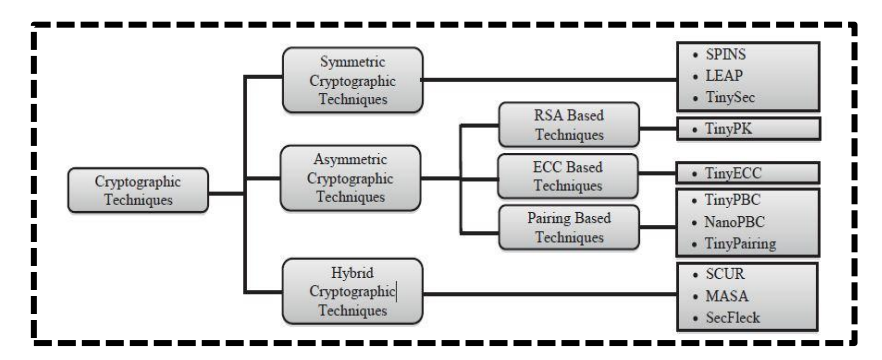 Cryptographic
Techniques
Symmetric
Cryptographic
Techniques
• SPINS
• LEAP
• TinySec
Asymmetric
Cryptographic
Techniques
RSA Based
Techniques
• TinyPK
ECC Based
Techniques
• TinyECC
Pairing Based
Techniques
• TinyPBC
• NanoPBC
• TinyPairing
Hybrid
Cryptographic
Techniques
• SCUR
• MASA
• SecFleck